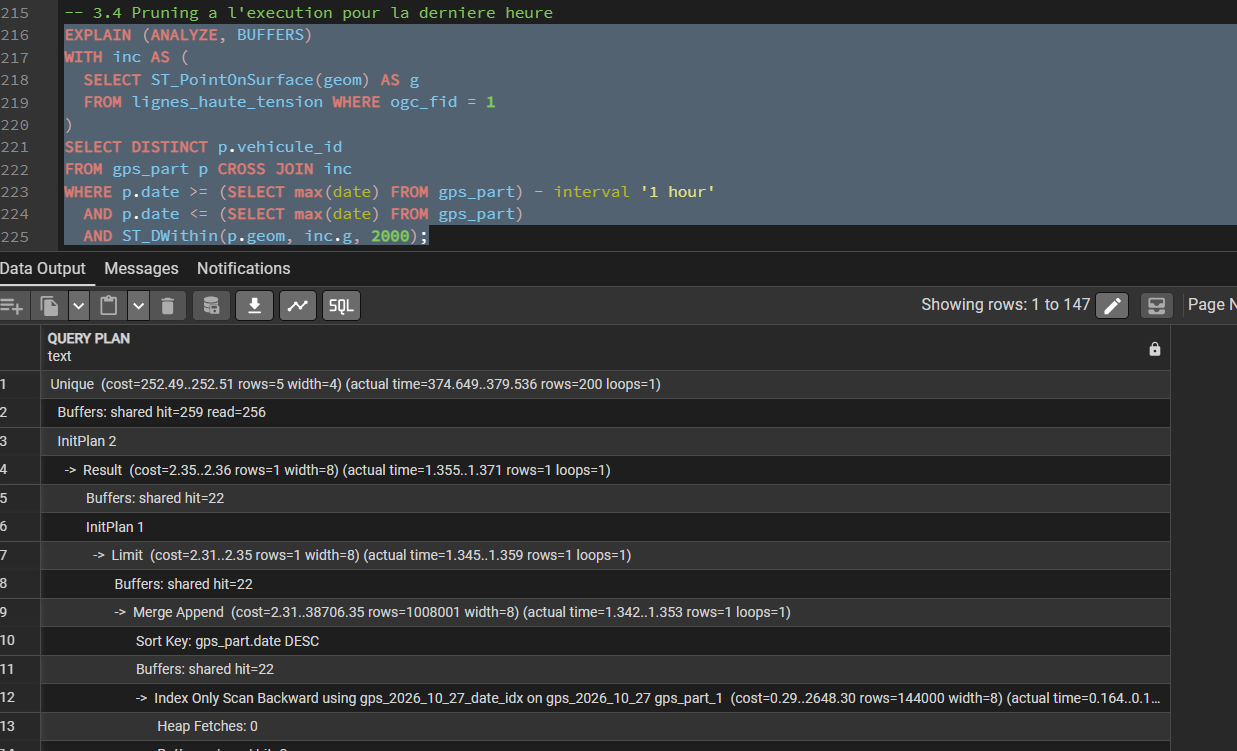 215 -- 3.4 Pruning a l'execution pour la derniere heure
216 EXPLAIN (ANALYZE, BUFFERS)
217 WITH inc AS (
218 SELECT ST_PointOnSurface(geom) AS g
219 FROM lignes_haute_tension WHERE ogc_fid = 1
220 )
221 SELECT DISTINCT p.vehicule_id
222 FROM gps_part p CROSS JOIN inc
223 WHERE p.date >= (SELECT max(date) FROM gps_part) - interval '1 hour'
224 AND p.date <= (SELECT max(date) FROM gps_part)
225 AND ST_DWithin(p.geom, inc.g, 2000);
Data Output Messages Notifications
SQL Showing rows: 1 to 147 Page N
QUERY PLAN
text
1 Unique (cost=252.49..252.51 rows=5 width=4) (actual time=374.649..379.536 rows=200 loops=1)
2 Buffers: shared hit=259 read=256
3 InitPlan 2
4 -> Result (cost=2.35..2.36 rows=1 width=8) (actual time=1.355..1.371 rows=1 loops=1)
5 Buffers: shared hit=22
6 InitPlan 1
7 -> Limit (cost=2.31..2.35 rows=1 width=8) (actual time=1.345..1.359 rows=1 loops=1)
8 Buffers: shared hit=22
9 -> Merge Append (cost=2.31..38706.35 rows=1008001 width=8) (actual time=1.342..1.353 rows=1 loops=1)
10 Sort Key: gps_part.date DESC
11 Buffers: shared hit=22
12 -> Index Only Scan Backward using gps_2026_10_27_date_idx on gps_2026_10_27 gps_part_1 (cost=0.29..2648.30 rows=144000 width=8) (actual time=0.164..0.1...
13 Heap Fetches: 0